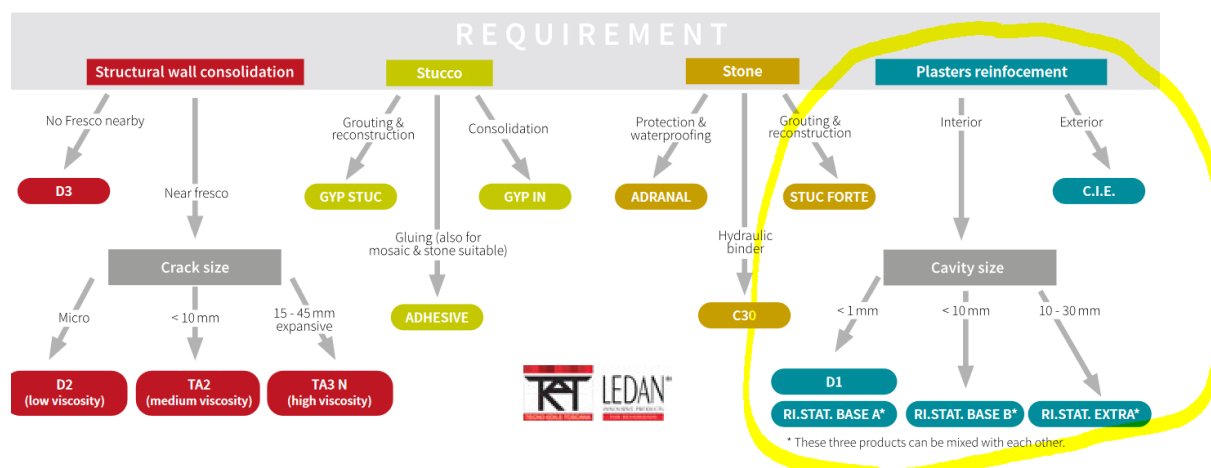 REQUIREMENT
Structural wall consolidation
Stucco
Stone
Plasters reinfocement
No Fresco nearby
Near fresco
D3
Crack size
Micro
< 10 mm
15 - 45 mm
expansive
D2
(low viscosity)
TA2
(medium viscosity)
TA3 N
(high viscosity)
Grouting &
reconstruction
Consolidation
GYP STUC
GYP IN
Gluing (also for
mosaic & stone suitable)
ADHESIVE
Protection &
waterproofing
Grouting &
reconstruction
ADRANAL
STUC FORTE
Hydraulic
binder
C30
Interior
Exterior
C.I.E.
Cavity size
< 1 mm
< 10 mm
10 - 30 mm
D1
RI.STAT. BASE A*
RI.STAT. BASE B*
RI.STAT. EXTRA*
* These three products can be mixed with each other.
TET
TECNO EDILE TOSCANA
LEDAN